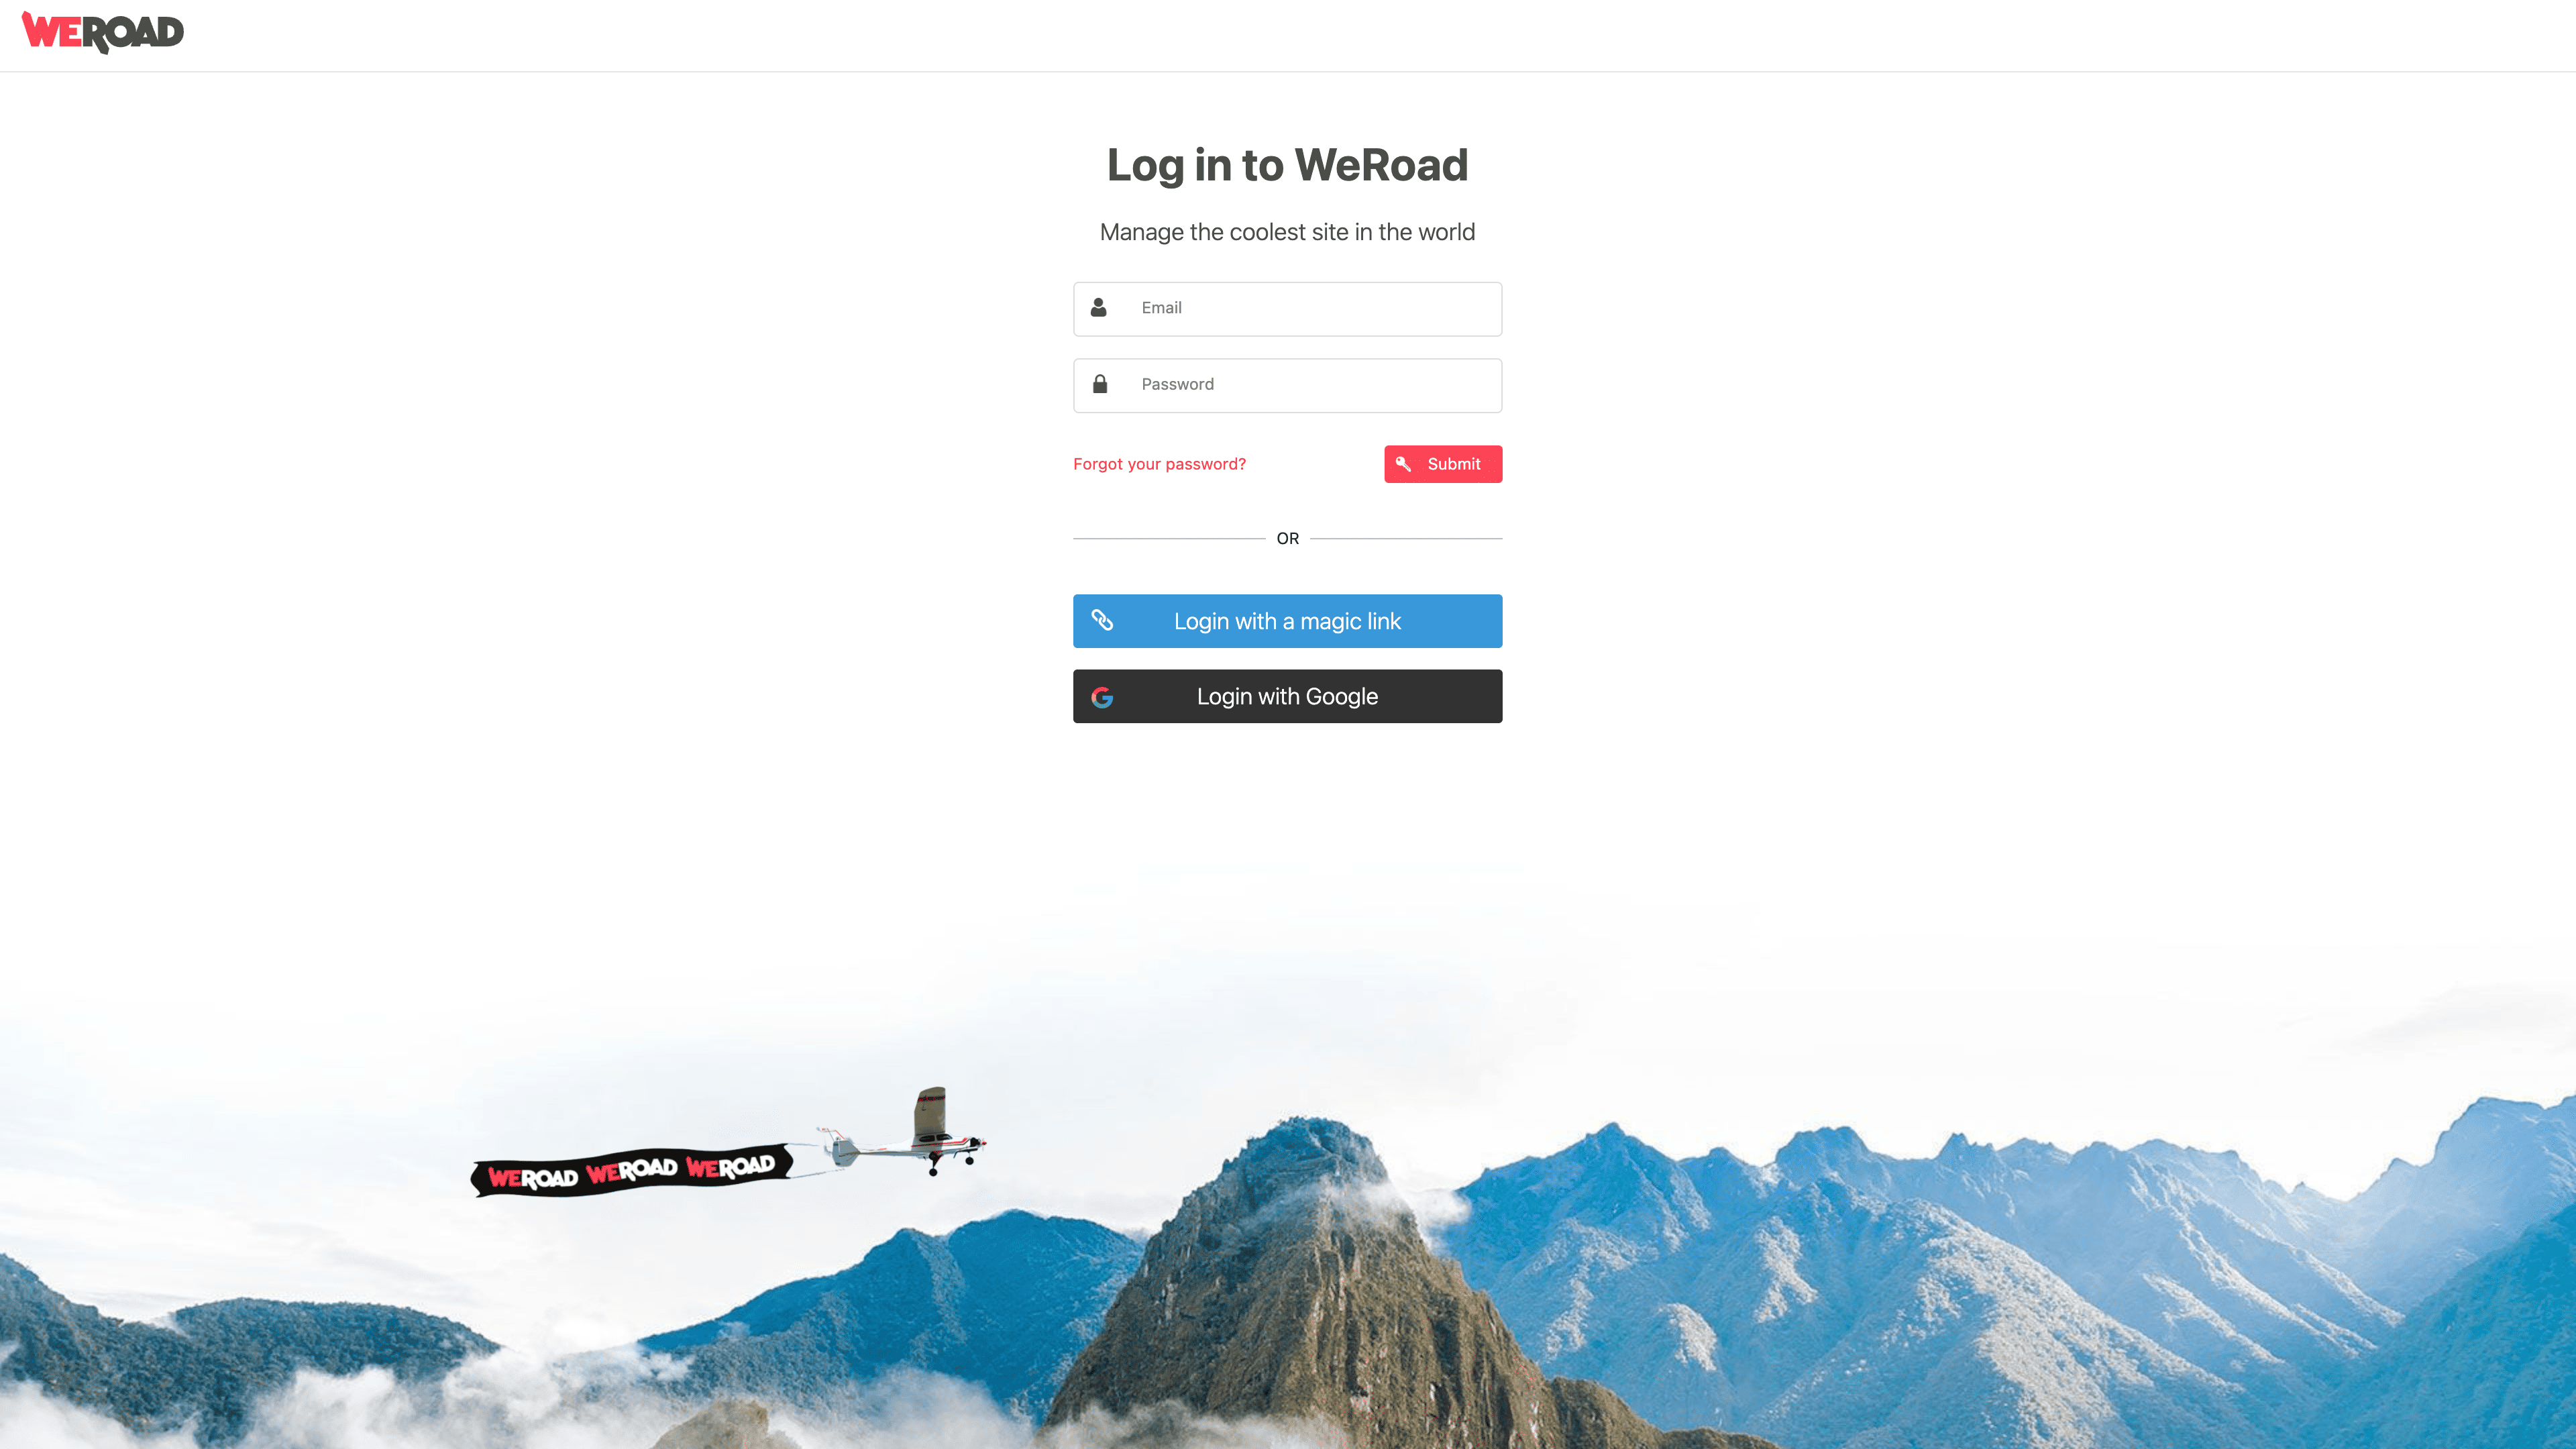 WEROAD
Log in to WeRoad
Manage the coolest site in the world
Email
Password
Forgot your password?
Submit
OR
Login with a magic link
Login with Google
WEROAD WEROAD WEROAD